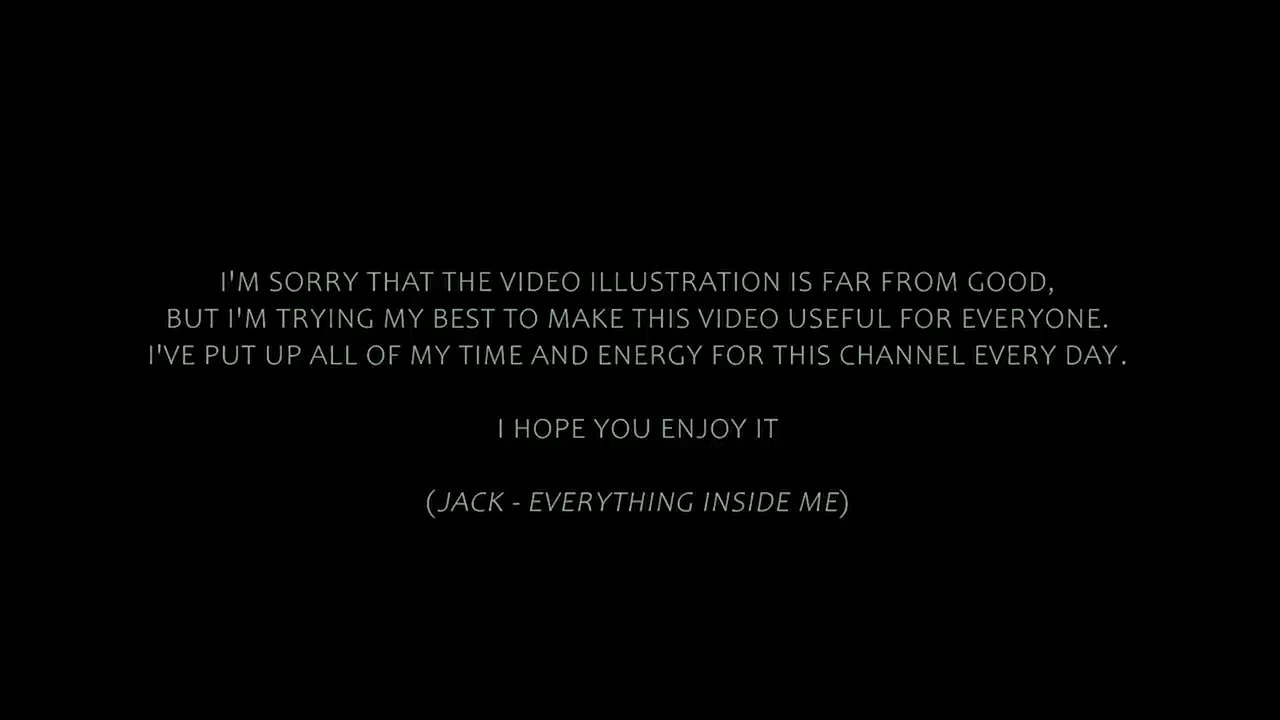 I'M SORRY THAT THE VIDEO ILLUSTRATION IS FAR FROM GOOD,
BUT I'M TRYING MY BEST TO MAKE THIS VIDEO USEFUL FOR EVERYONE.
I'VE PUT UP ALL OF MY TIME AND ENERGY FOR THIS CHANNEL EVERY DAY.
I HOPE YOU ENJOY IT
(JACK - EVERYTHING INSIDE ME)